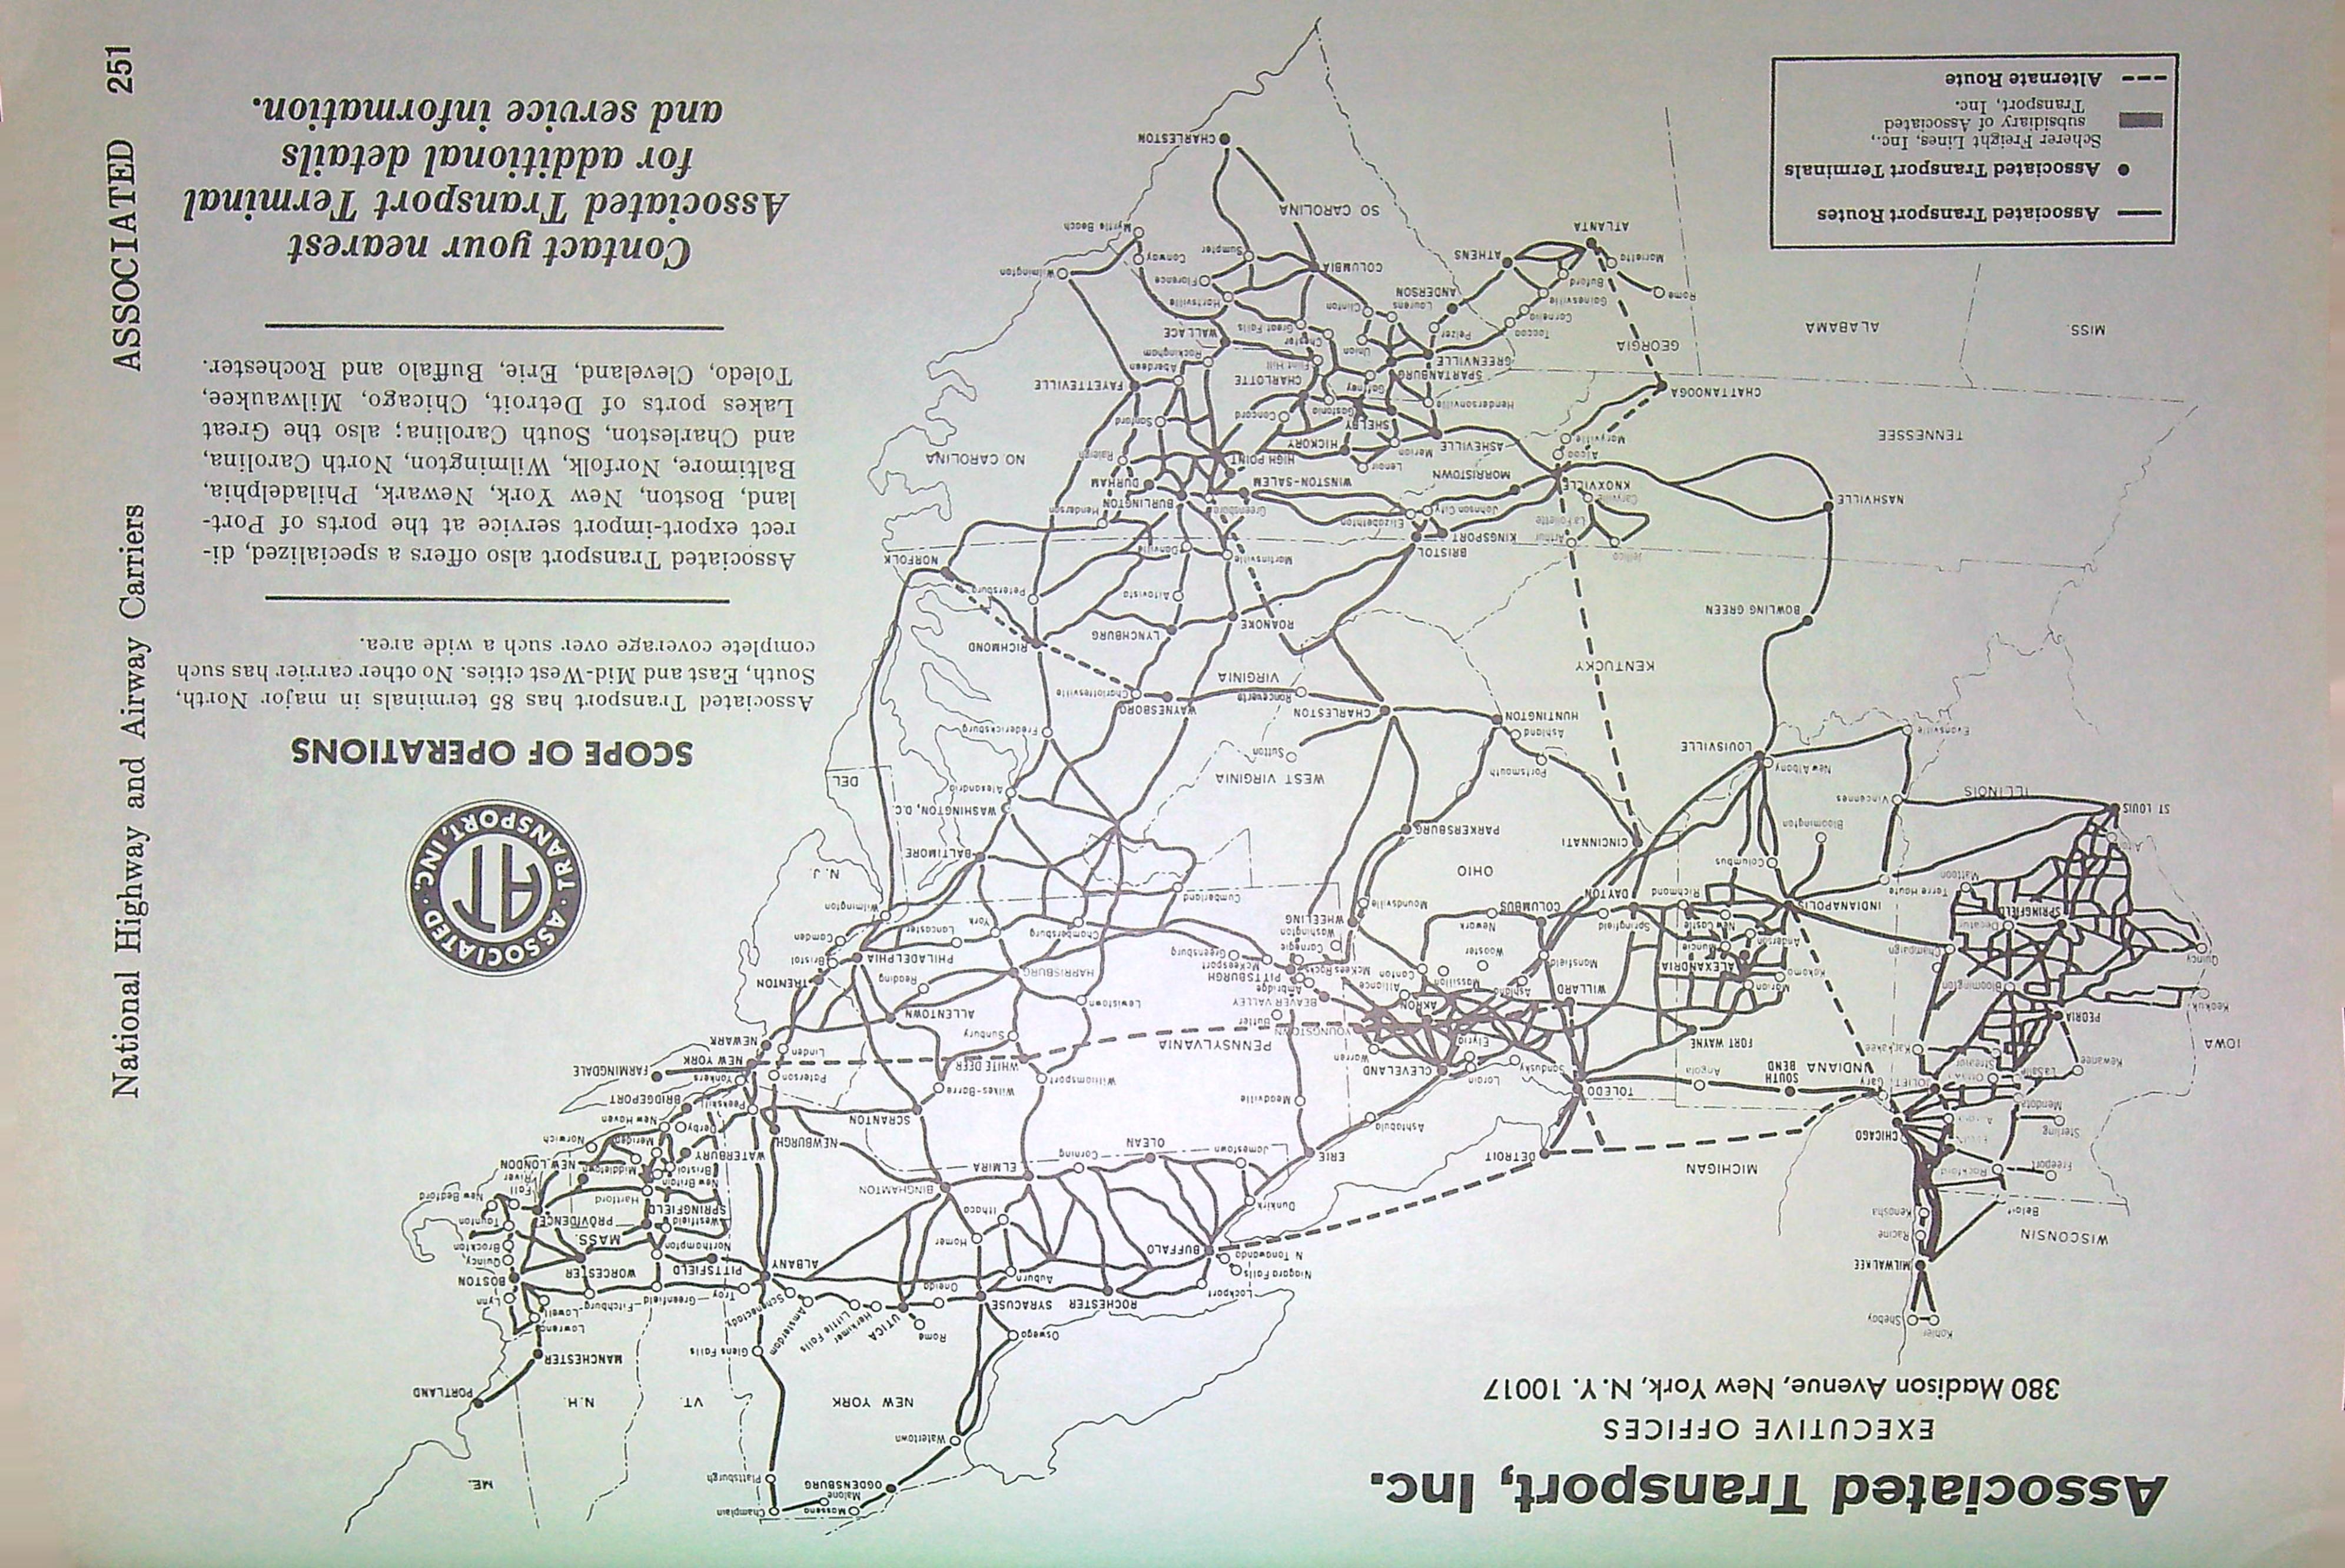 Associated Transport, Inc.
EXECUTIVE OFFICES
380 Madison Avenue, New York, N.Y. 10017
Massena
Champlain
Malone
OGDENSBURG
Plattsburgh
ME.
Watertown
NEW YORK
VT.
N.H.
PORTLAND
MANCHESTER
Glens Falls
Kohler
Sheboy
Oswego
Rome
UTICA
Herkimer
Little Falls
Amsterdam
Schenectady
Lawrenc
Lowell
Lockport
ROCHESTER
SYRACUSE
Oneida
Troy
Greenfield
Fitchburg
Lynn
Niagara Falls
Auburn
ALBANY
PITTSFIELD
WORCESTER
BOSTON
MILWAUKEE
N. Tonawanda
BUFFALO
Northampton
MASS.
Quincy
Brockton
WISCONSIN
Racine
Homer
Westfield
PROVIDENCE
Taunton
Beloit
Kenosha
Dunkirk
Ithaca
SPRINGFIELD
Hartford
New Bedford
Freeport
Rockford
MICHIGAN
DETROIT
ERIE
Jamestown
OLEAN
Corning
ELMIRA
BINGHAMTON
New Britain
Bristol
Middletown
Fall
River
NEW LONDON
WATERBURY
Sterling
CHICAGO
Ashtabula
SCRANTON
NEWBURGH
Derby
Meriden
Norwich
New Haven
Mendota
Meadville
Wilkes-Barre
Peekskill
BRIDGEPORT
JOLIET
Gary
INDIANA
SOUTH
BEND
Angola
TOLEDO
Sandusky
Lorain
CLEVELAND
Williamsport
WHITE DEER
Paterson
Yonkers
FARMINGDALE
Kewanee
LaSalle
Streator
Kankakee
FORT WAYNE
Elyria
Warren
PENNSYLVANIA
Linden
NEW YORK
NEWARK
IOWA
PEORIA
YOUNGSTOWN
Butler
Sunbury
ALLENTOWN
Keokuk
Bloomington
Marion
Kokomo
WILLARD
Ashland
AKRON
Massillon
Alliance
Canton
BEAVER VALLEY
Ambridge
PITTSBURGH
McKees Rocks
McKeesport
Lewistown
Reading
TRENTON
Quincy
Champaign
ALEXANDRIA
Anderson
Muncie
Mansfield
Wooster
Carnegie
Greensburg
HARRISBURG
PHILADELPHIA
Bristol
Decatur
SPRINGFIELD
New Castle
Springfield
Newark
Washington
WHEELING
Chambersburg
Lancaster
York
Camden
Mattoon
Terre Haute
INDIANAPOLIS
Richmond
DAYTON
COLUMBUS
Moundsville
Cumberland
Wilmington
N. J.
Alton
Columbus
OHIO
BALTIMORE
ST LOUIS
ILLINOIS
Bloomington
Vincennes
CINCINNATI
PARKERSBURG
WASHINGTON, D.C.
Alexandria
DEL.
New Albany
LOUISVILLE
Portsmouth
WEST VIRGINIA
Sutton
Evansville
Ashland
HUNTINGTON
CHARLESTON
Ronceverte
WAYNESBORO
Charlottesville
Fredericksburg
KENTUCKY
VIRGINIA
BOWLING GREEN
ROANOKE
LYNCHBURG
RICHMOND
Altavista
Petersburg
Jellico
Arthur
BRISTOL
KINGSPORT
Martinsville
Danville
NORFOLK
La Follette
Johnson City
Elizabethton
Greensboro
BURLINGTON
Henderson
NASHVILLE
Caryville
KNOXVILLE
MORRISTOWN
WINSTON-SALEM
DURHAM
Alcoa
Maryville
Lenoir
HIGH POINT
Raleigh
NO. CAROLINA
TENNESSEE
ASHEVILLE
Marion
HICKORY
SHELBY
Gastonia
Concord
Sanford
CHATTANOOGA
Hendersonville
Gaffney
CHARLOTTE
FAYETTEVILLE
SPARTANBURG
GREENVILLE
Flint Hill
Aberdeen
Rockingham
GEORGIA
Toccoa
Pelzer
Union
Chester
Great Falls
WALLACE
MISS.
ALABAMA
Cornelia
Laurens
Clinton
Rome
Gainesville
ANDERSON
Hartsville
Buford
Florence
Marietta
ATHENS
COLUMBIA
Sumpter
Conway
Wilmington
ATLANTA
Myrtle Beach
SO CAROLINA
CHARLESTON
Associated Transport Routes
Associated Transport Terminals
Scherer Freight Lines, Inc.,
subsidiary of Associated
Transport, Inc.
Alternate Route
ASSOCIATED
AT
TRANSPORT, INC.
SCOPE OF OPERATIONS
Associated Transport has 85 terminals in major North,
South, East and Mid-West cities. No other carrier has such
complete coverage over such a wide area.
Associated Transport also offers a specialized, di-
rect export-import service at the ports of Port-
land, Boston, New York, Newark, Philadelphia,
Baltimore, Norfolk, Wilmington, North Carolina,
and Charleston, South Carolina; also the Great
Lakes ports of Detroit, Chicago, Milwaukee,
Toledo, Cleveland, Erie, Buffalo and Rochester.
Contact your nearest
Associated Transport Terminal
for additional details
and service information.
National Highway and Airway Carriers
ASSOCIATED 251